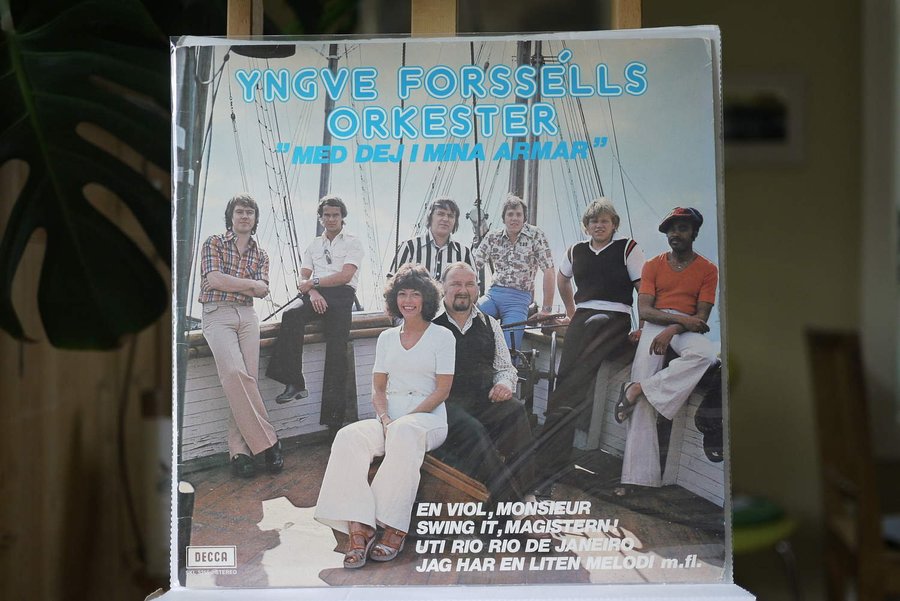 YNGVE FORSSÉLLS
ORKESTER
"MED DEJ I MINA ARMAR"
EN VIOL, MONSIEUR
SWING IT, MAGISTERN!
UTI RIO RIO DE JANEIRO
JAG HAR EN LITEN MELODI m.fl.
DECCA
STEREO